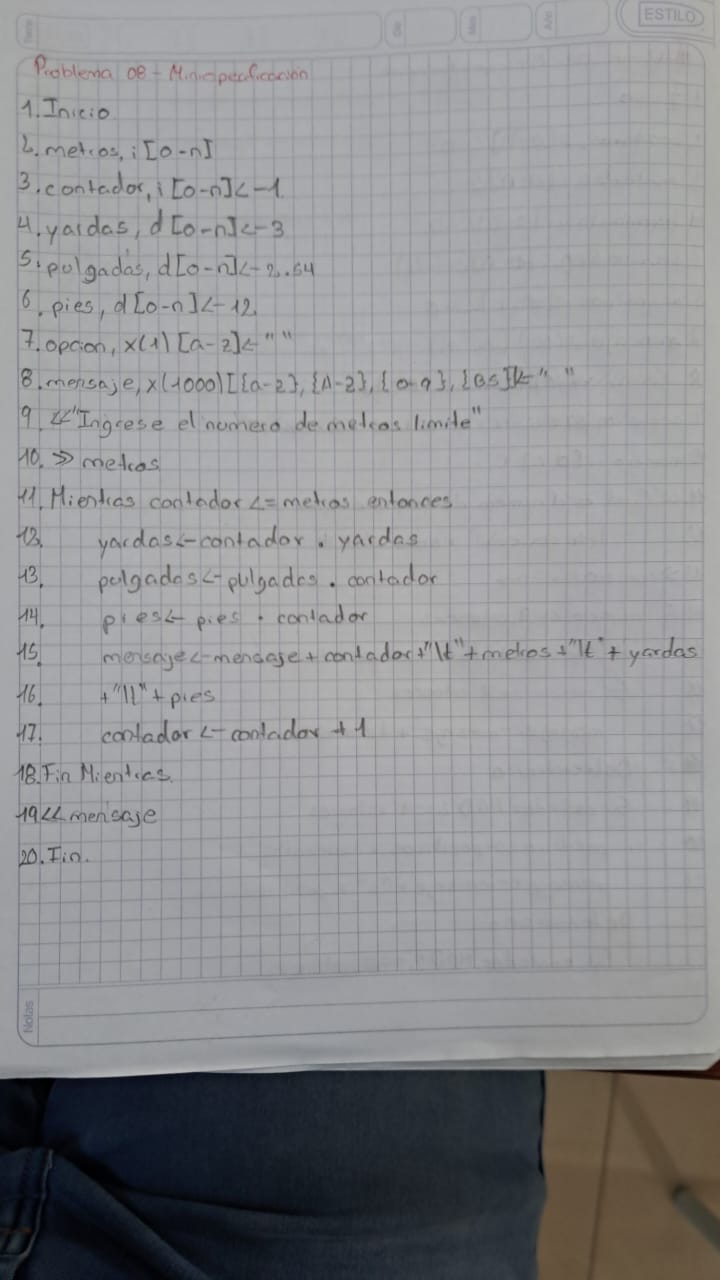 ESTILO
Problema 08 - Miniespecificación
1. Inicio
2. metros, i [0-n]
3. contador, i [0-n]<-1
4. yardas, d [0-n]<-3
5. pulgadas, d[0-n]<-2.54
6. pies, d[0-n]<-12
7. opcion, x(1) [a-z]<-" "
8. mensaje, x(1000)[{a-z}, {A-Z}, {0-9}, {BS}]<-" "
9. <<"Ingrese el numero de metros limite"
10. >> metros
11. Mientras contador <= metros entonces
12. yardas<-contador . yardas
13. pulgadas<-pulgadas . contador
14. pies<- pies . contador
15. mensaje<-mensaje + contador+"\t"+metros+"\t"+yardas
16. +"\t"+pies
17. contador <- contador + 1
18. Fin Mientras.
19 << mensaje
20. Fin.
Notas